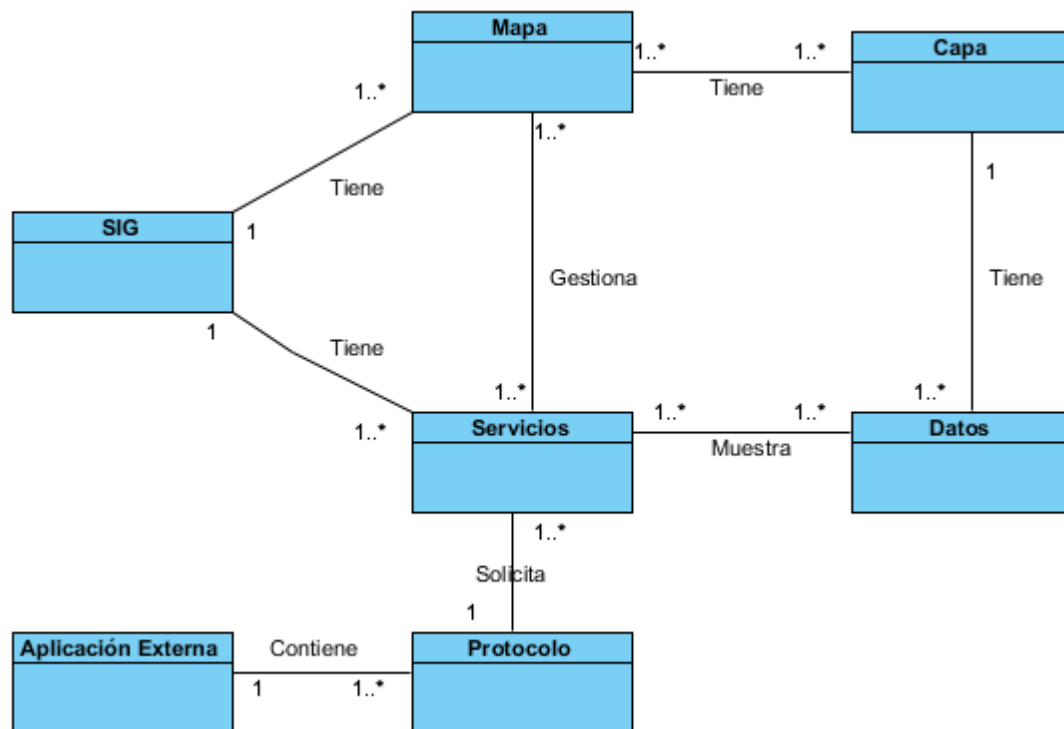 Mapa
Capa
1..*
1..*
Tiene
1..*
1..*
1
Tiene
SIG
1
Gestiona
Tiene
1
Tiene
1..*
1..*
1..*
1..*
1..*
Servicios
Datos
Muestra
1..*
Solicita
1
Aplicación Externa
Contiene
Protocolo
1
1..*